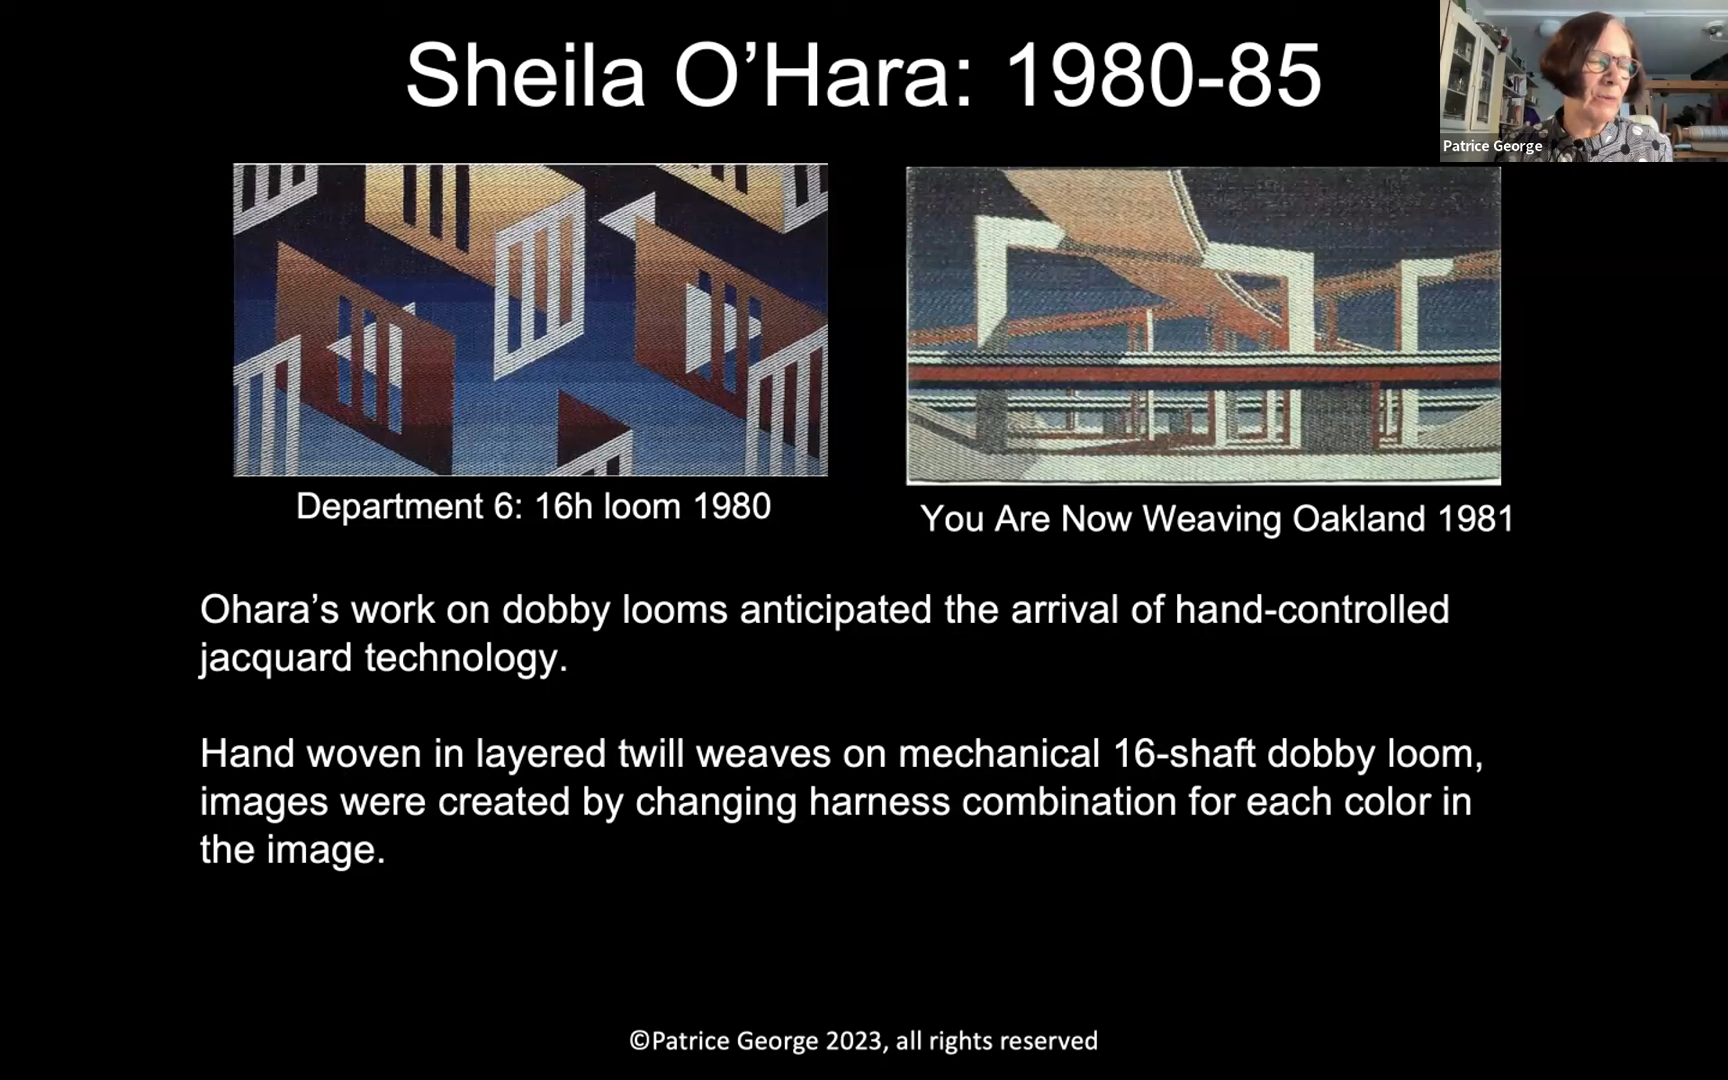 Sheila O’Hara: 1980-85
Patrice George
Department 6: 16h loom 1980
You Are Now Weaving Oakland 1981
Ohara’s work on dobby looms anticipated the arrival of hand-controlled
jacquard technology.
Hand woven in layered twill weaves on mechanical 16-shaft dobby loom,
images were created by changing harness combination for each color in
the image.
©Patrice George 2023, all rights reserved